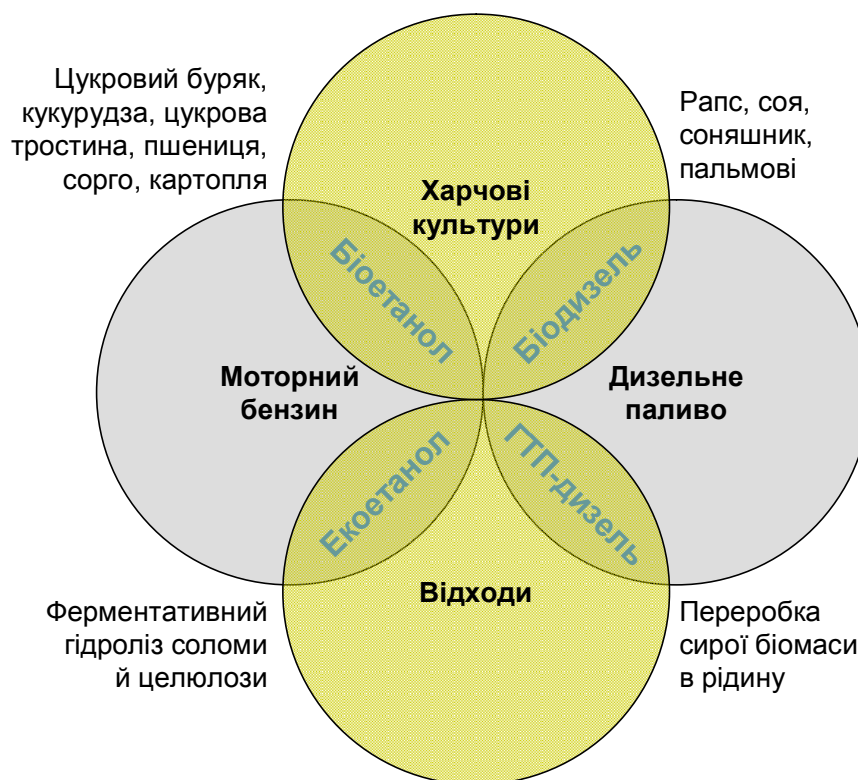 Цукровий буряк,
кукурудза, цукрова
тростина, пшениця,
сорго, картопля
Рапс, соя,
соняшник,
пальмові
Харчові
культури
Біоетанол
Біодизель
Моторний
бензин
Дизельне
паливо
Екоетанол
ГТП-дизель
Відходи
Ферментативний
гідроліз соломи
й целюлози
Переробка
сирої біомаси
в рідину